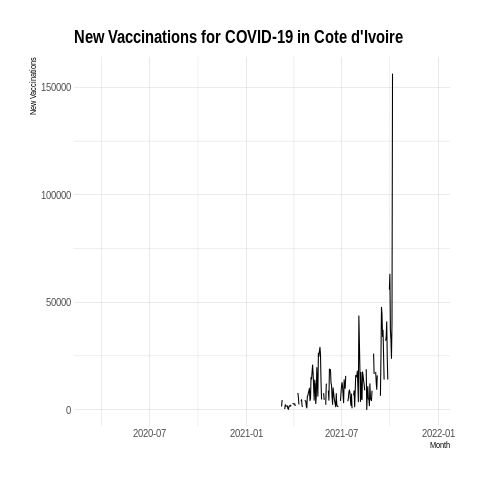 New Vaccinations for COVID-19 in Cote d'Ivoire
New Vaccinations
150000
100000
50000
0
2020-07
2021-01
2021-07
2022-01
Month